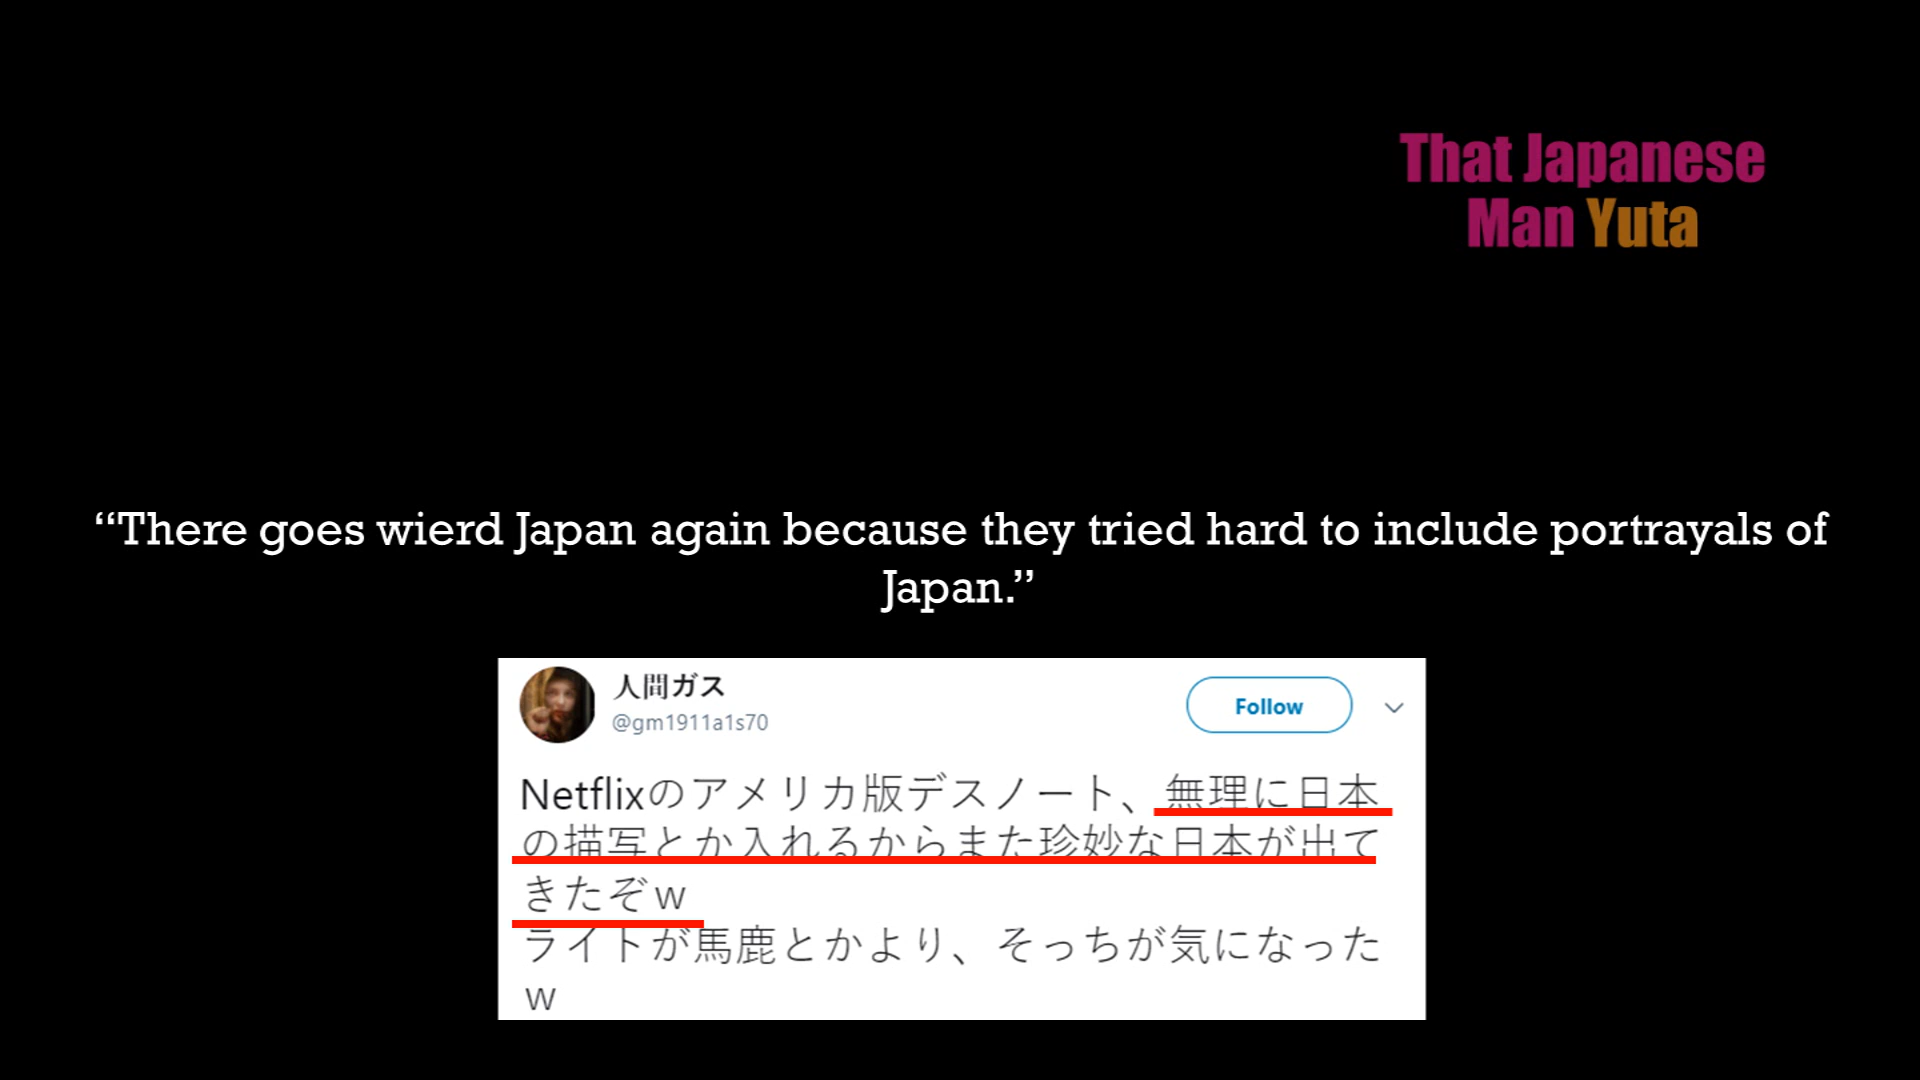 That Japanese
Man Yuta
“There goes wierd Japan again because they tried hard to include portrayals of
Japan.”
人間ガス
@gm1911a1s70
Follow
Netflixのアメリカ版デスノート、無理に日本
の描写とか入れるからまた珍妙な日本が出て
きたぞｗ
ライトが馬鹿とかより、そっちが気になった
ｗ